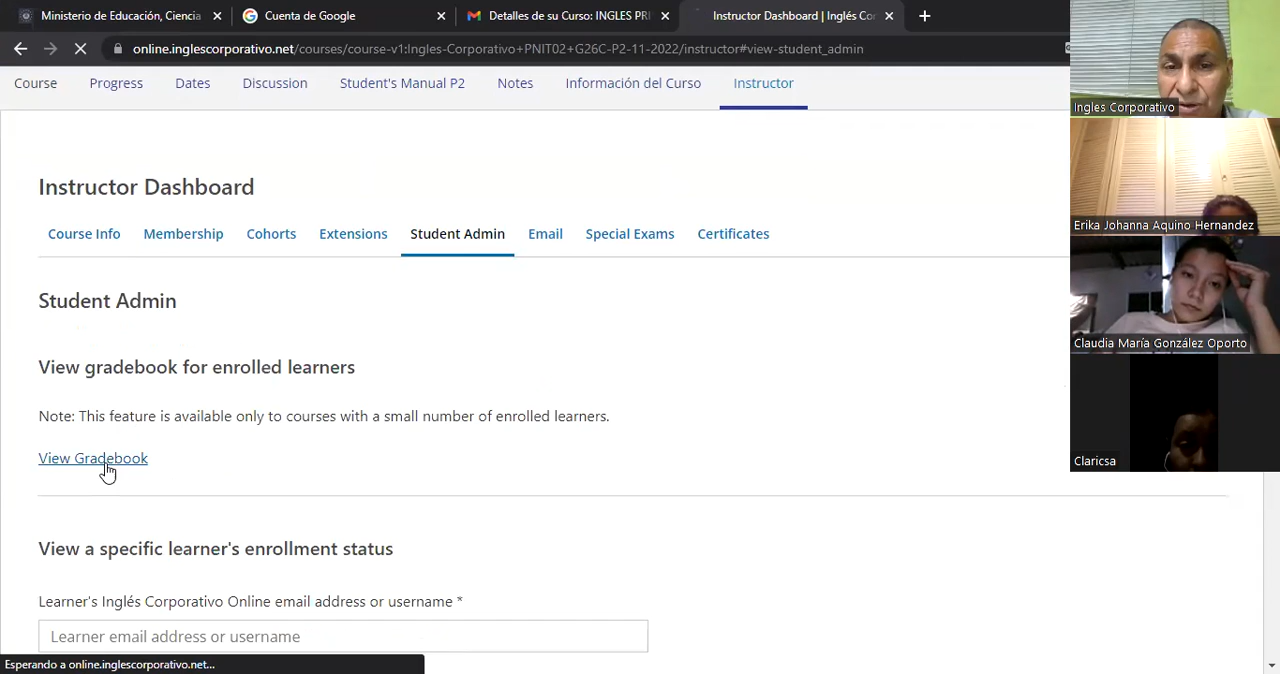 Ministerio de Educación, Ciencia
Cuenta de Google
Detalles de su Curso: INGLES PRI
Instructor Dashboard | Inglés Co
online.inglescorporativo.net/courses/course-v1:Ingles-Corporativo+PNIT02+G26C-P2-11-2022/instructor#view-student_admin
Course Progress Dates Discussion Student's Manual P2 Notes Información del Curso Instructor
Instructor Dashboard
Course Info Membership Cohorts Extensions Student Admin Email Special Exams Certificates
Student Admin
View gradebook for enrolled learners
Note: This feature is available only to courses with a small number of enrolled learners.
View Gradebook
View a specific learner's enrollment status
Learner's Inglés Corporativo Online email address or username *
Learner email address or username
Esperando a online.inglescorporativo.net...
Ingles Corporativo
Erika Johanna Aquino Hernandez
Claudia María González Oporto
Claricsa